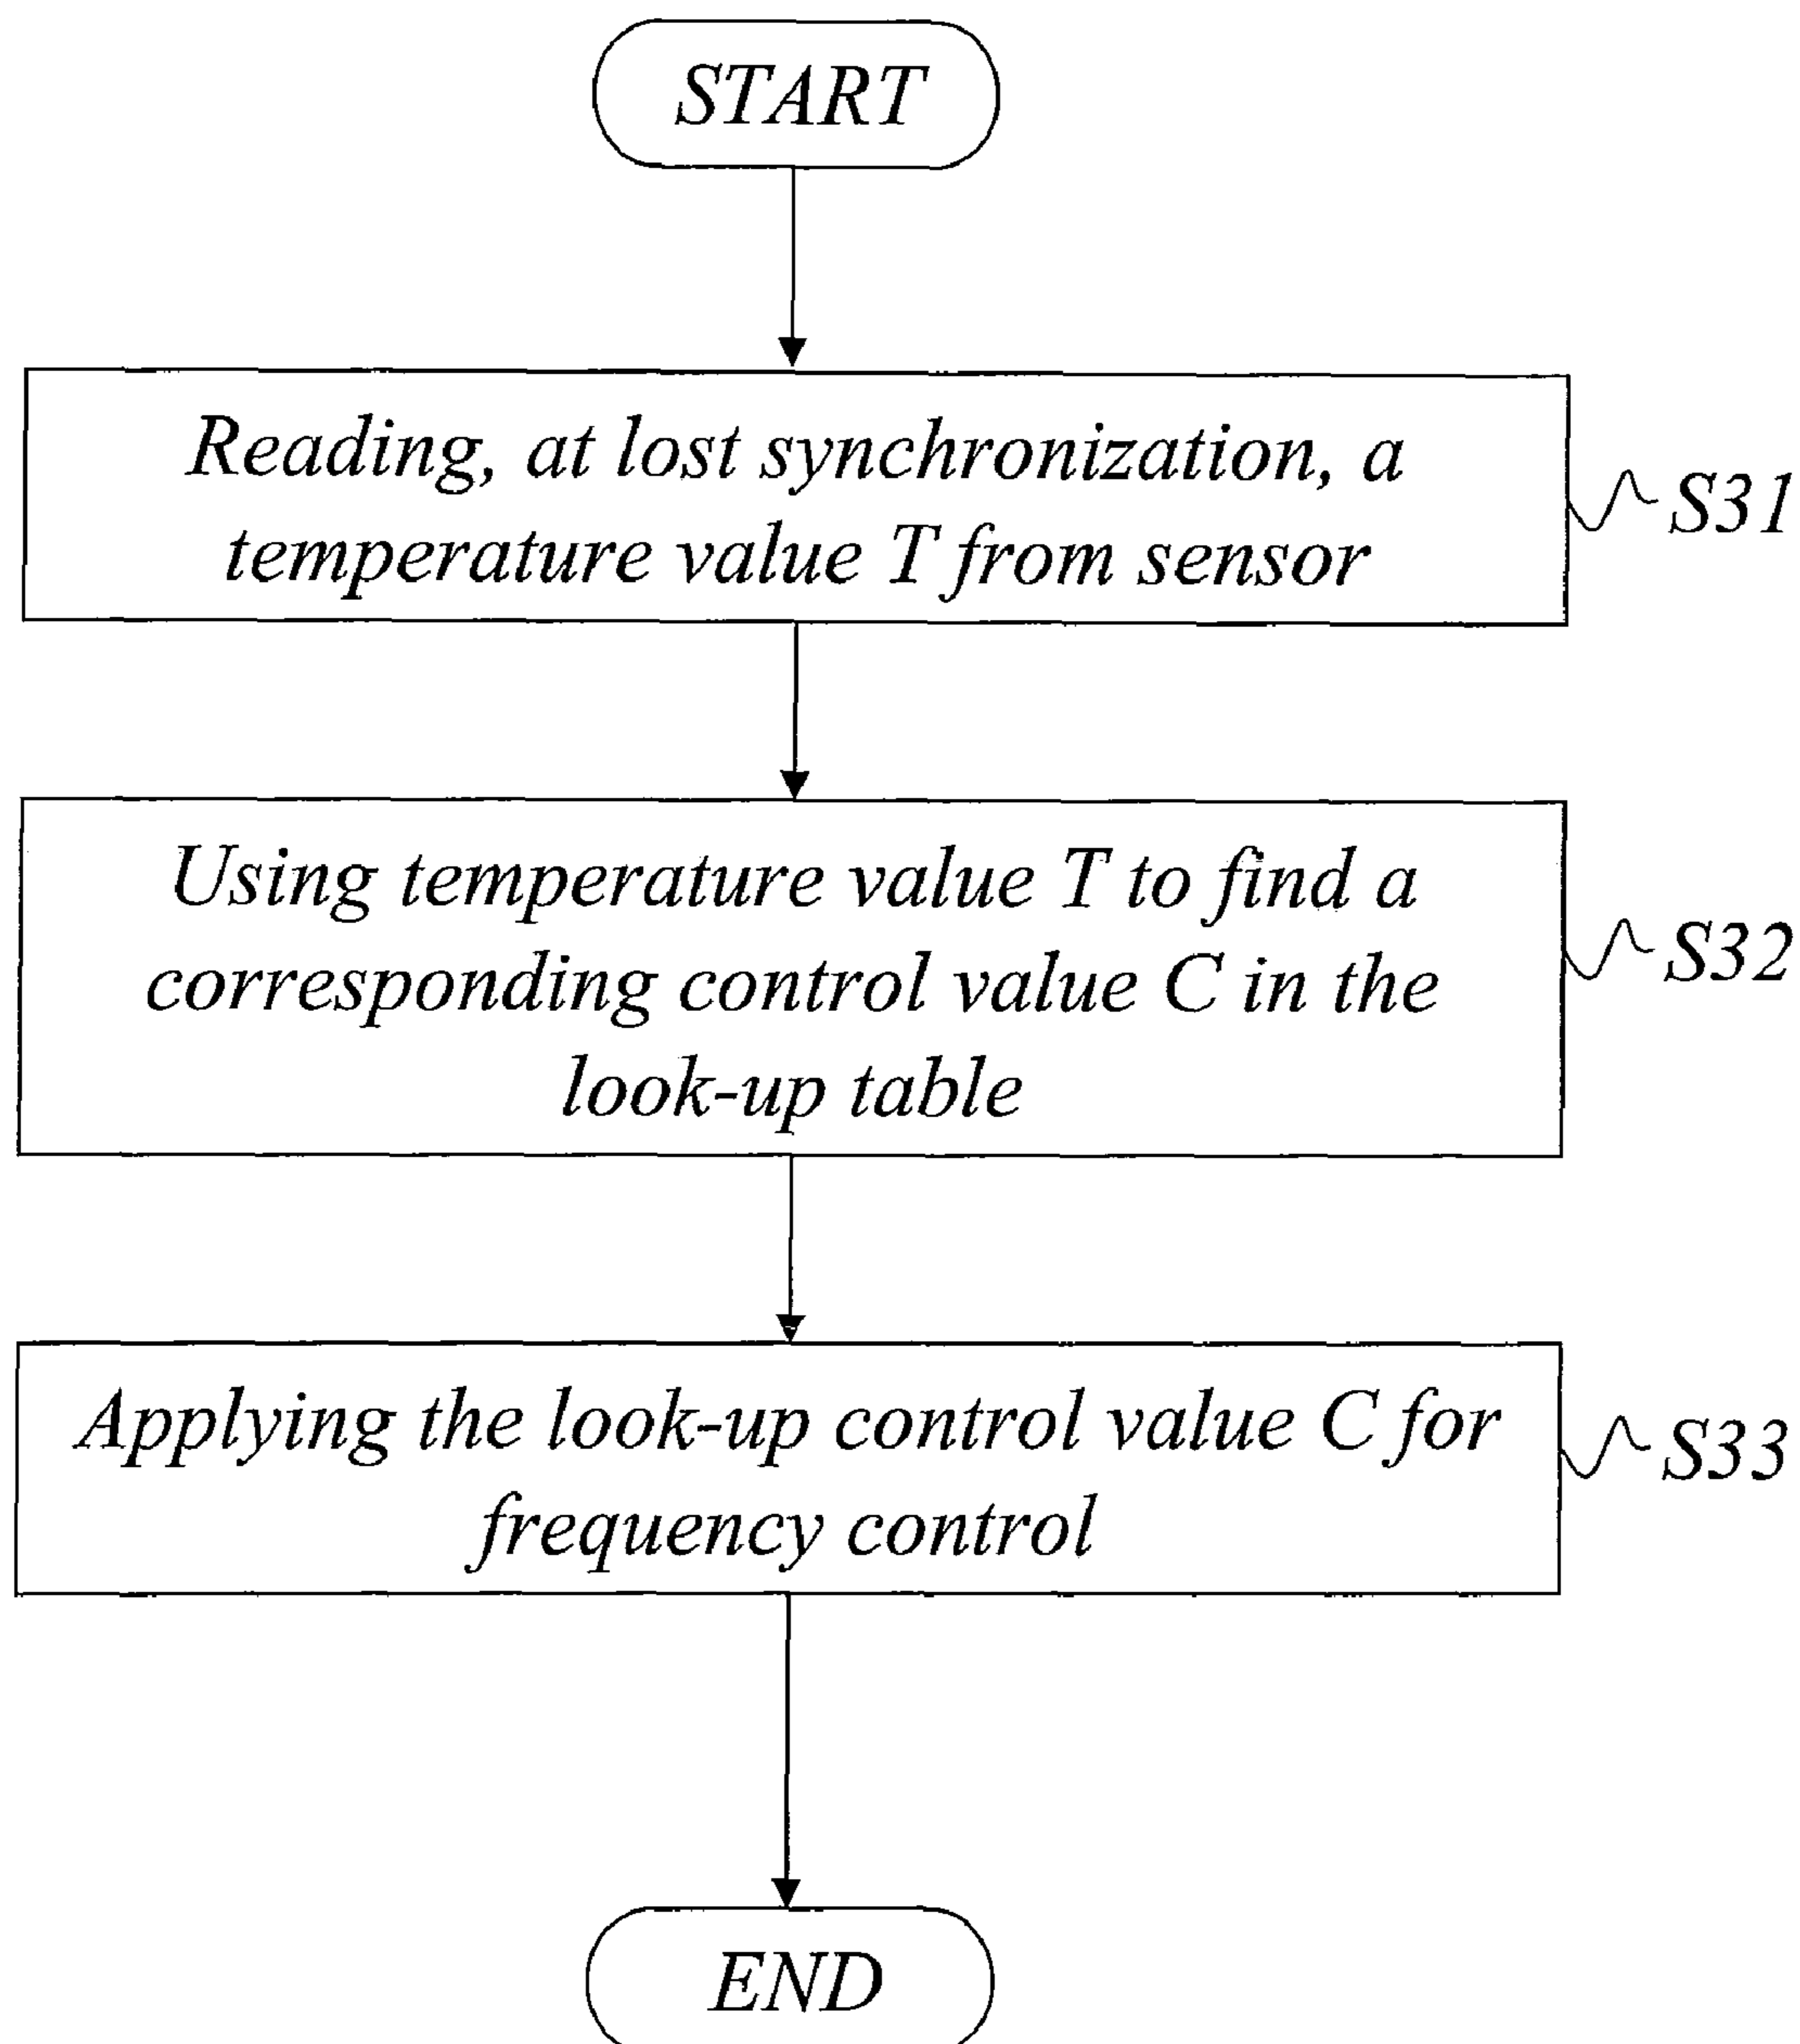 START
Reading, at lost synchronization, a
temperature value T from sensor
S31
Using temperature value T to find a
corresponding control value C in the
look-up table
S32
Applying the look-up control value C for
frequency control
S33
END